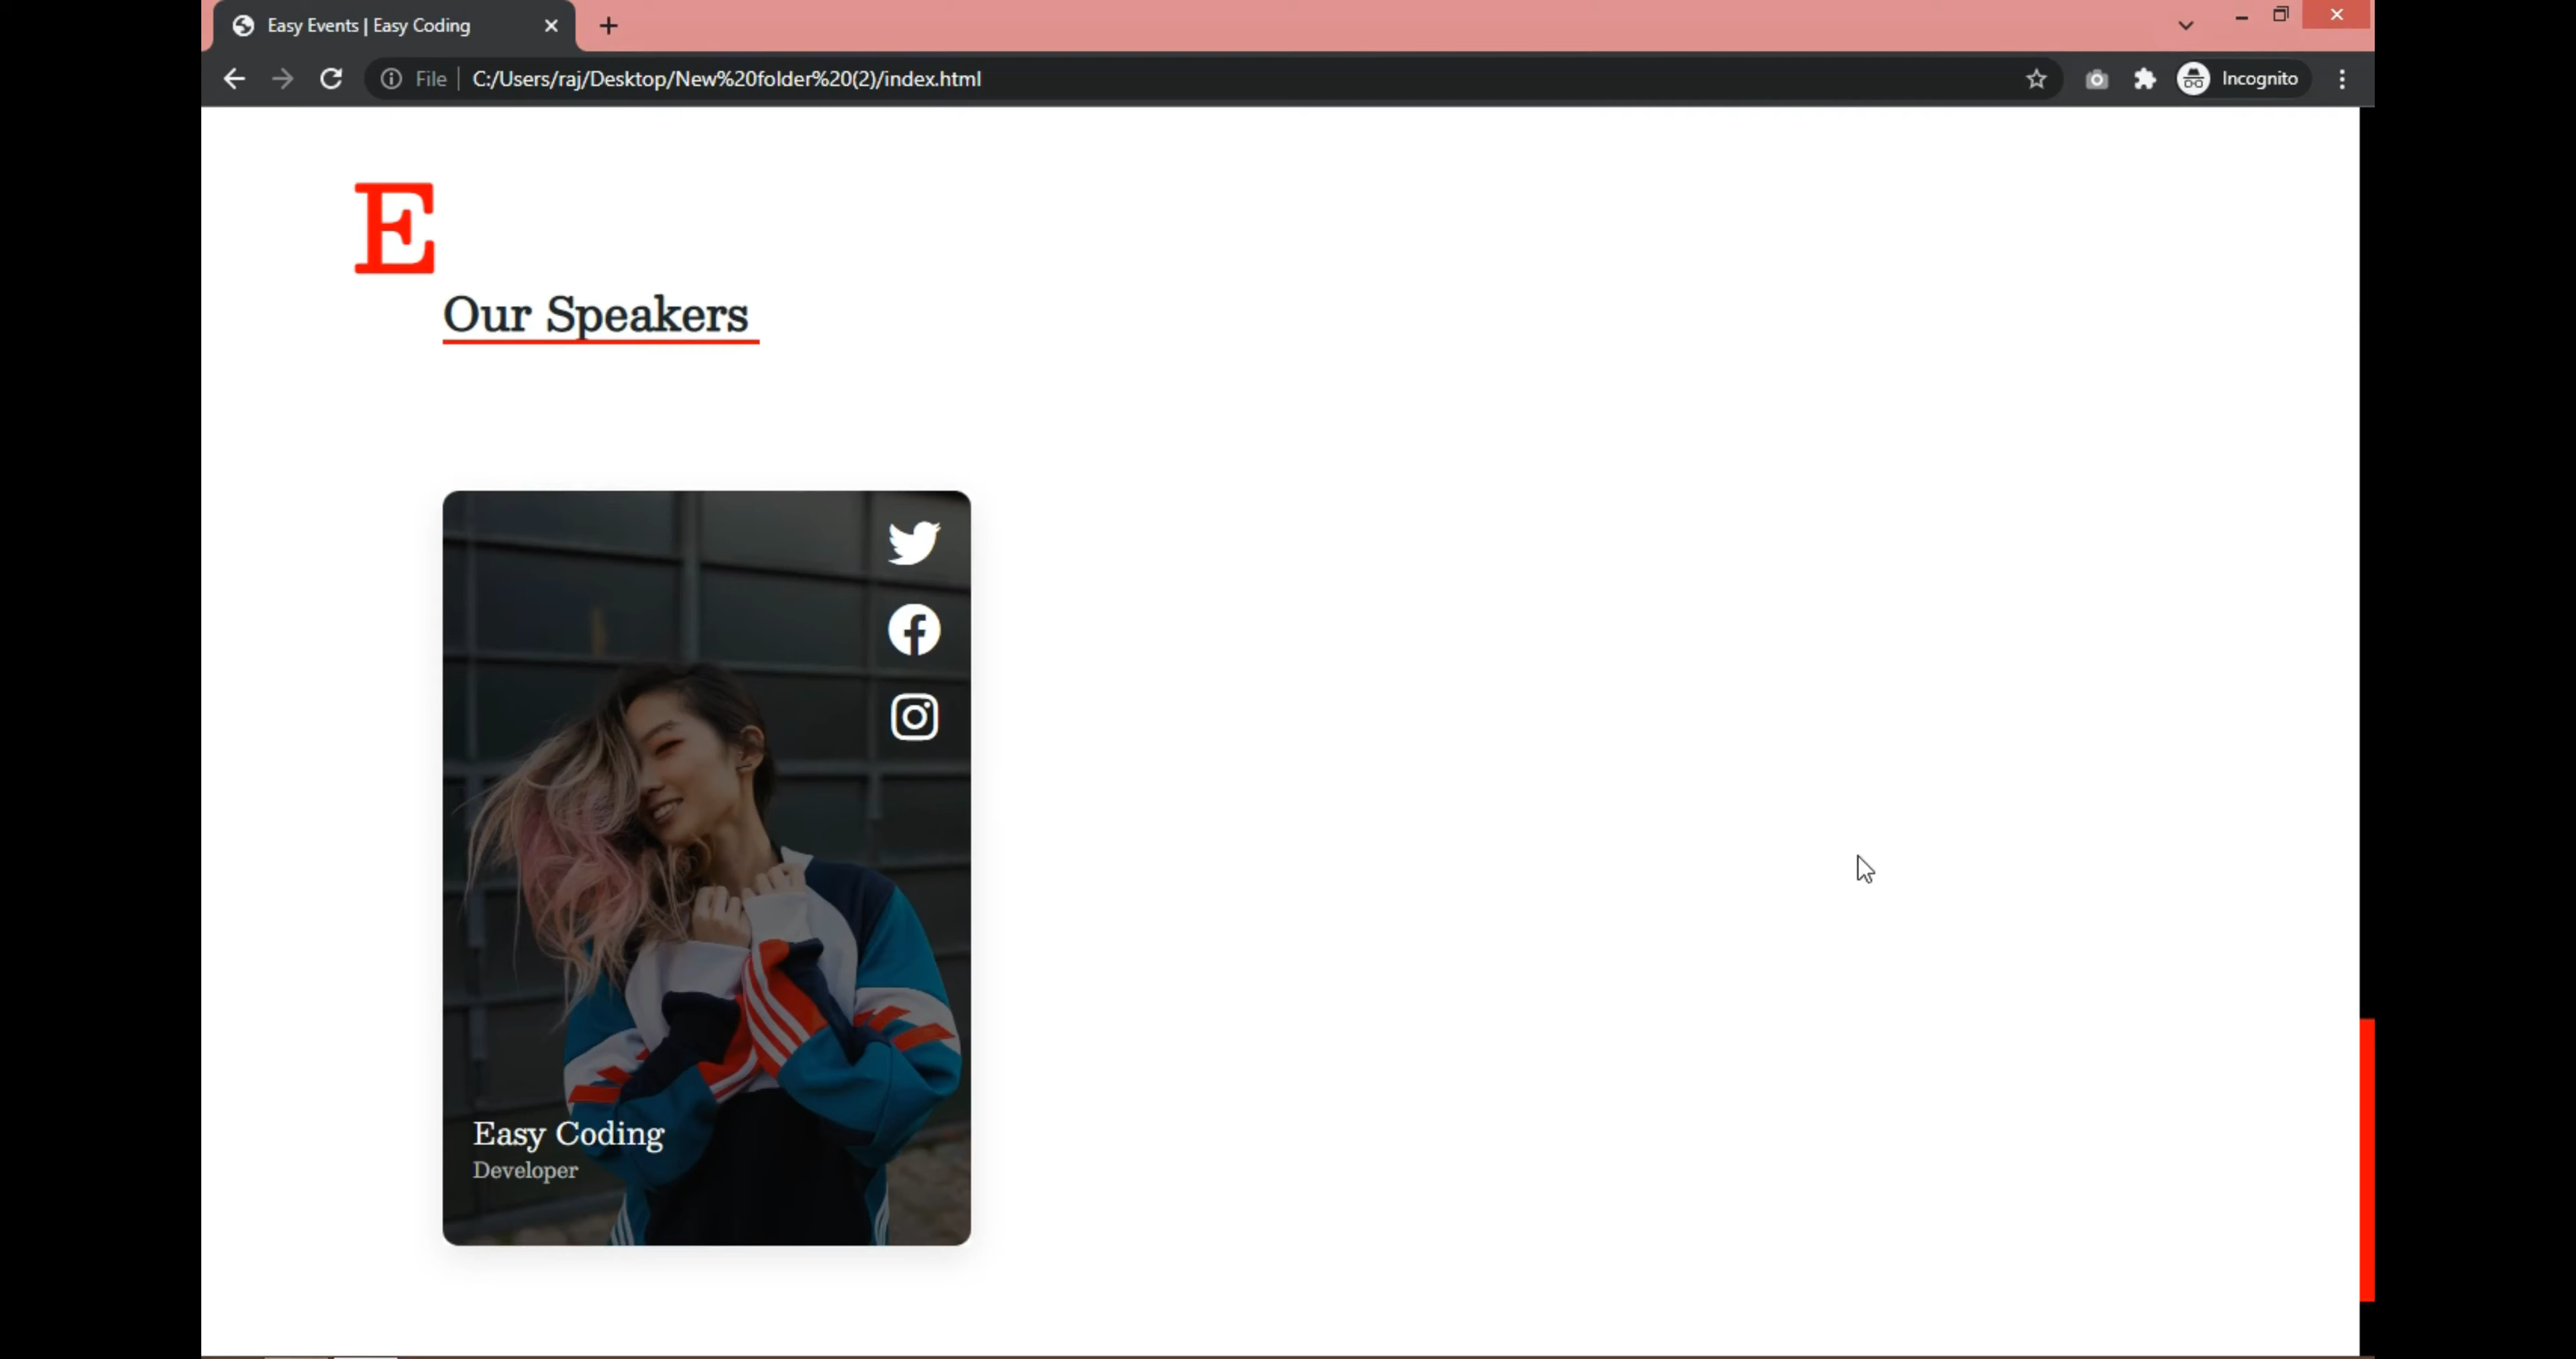 Easy Events | Easy Coding
File
C:/Users/raj/Desktop/New%20folder%20(2)/index.html
Incognito
E
Our Speakers
Easy Coding
Developer